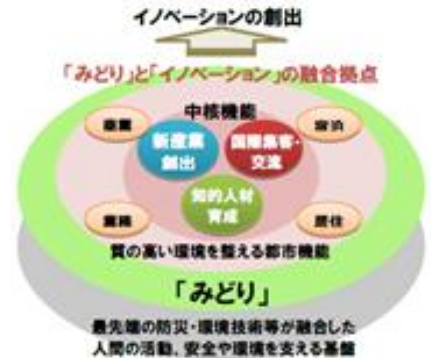 イノベーションの創出
「みどり」と「イノベーション」の融合拠点
中核機能
商業
宿泊
新産業
創出
国際集客・
交流
知的人材
育成
業務
居住
質の高い環境を整える都市機能
「みどり」
最先端の防災・環境技術等が融合した
人間の活動、安全や環境を支える基盤